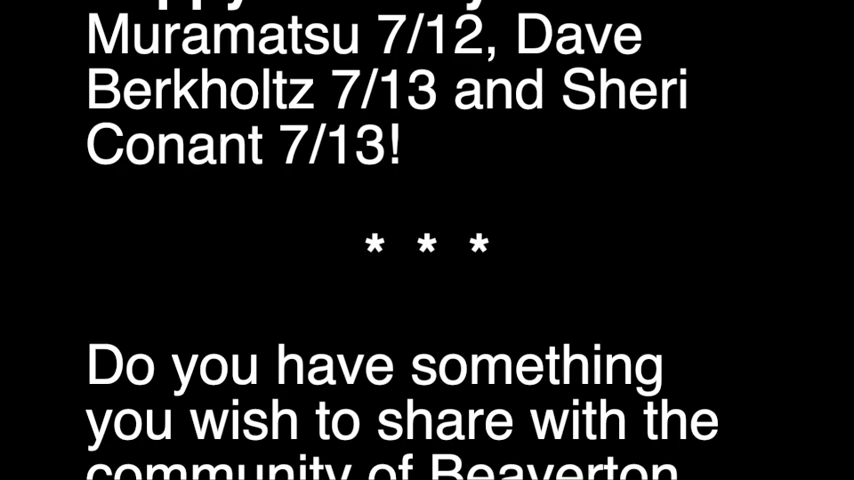 Muramatsu 7/12, Dave
Berkholtz 7/13 and Sheri
Conant 7/13!
* * *
Do you have something
you wish to share with the
community of Beaverton